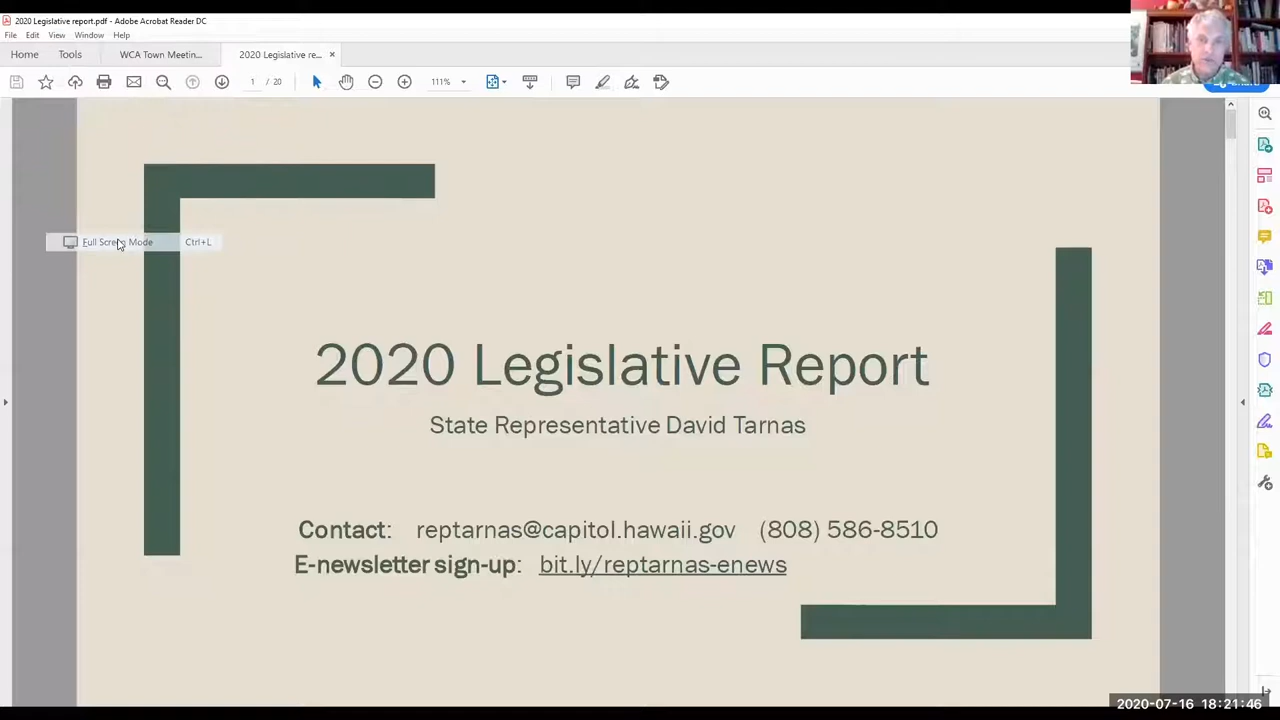 2020 Legislative report.pdf - Adobe Acrobat Reader DC
File Edit View Window Help
Home Tools WCA Town Meetin... 2020 Legislative re... ×
1 / 20 111%
Full Screen Mode Ctrl+L
2020 Legislative Report
State Representative David Tarnas
Contact: reptarnas@capitol.hawaii.gov (808) 586-8510
E-newsletter sign-up: bit.ly/reptarnas-enews
2020-07-16 18:21:46